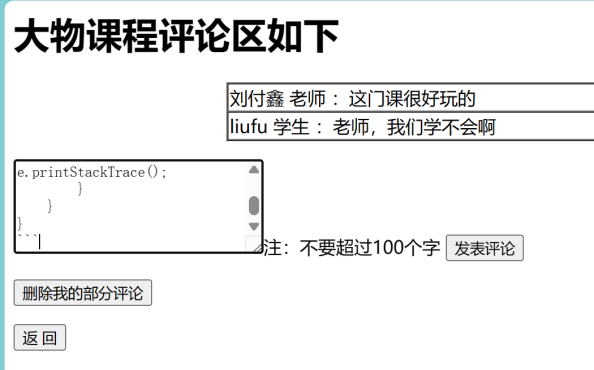 大物课程评论区如下
刘付鑫 老师 ：这门课很好玩的
liufu 学生 ：老师，我们学不会啊
e.printStackTrace();
}
}
}
```
注：不要超过100个字 发表评论
删除我的部分评论
返 回